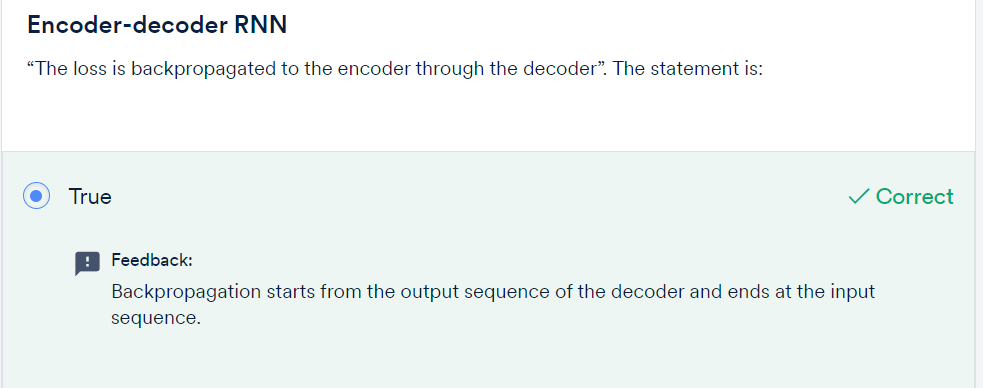 Encoder-decoder RNN
“The loss is backpropagated to the encoder through the decoder”. The statement is:
True
Correct
Feedback:
Backpropagation starts from the output sequence of the decoder and ends at the input
sequence.